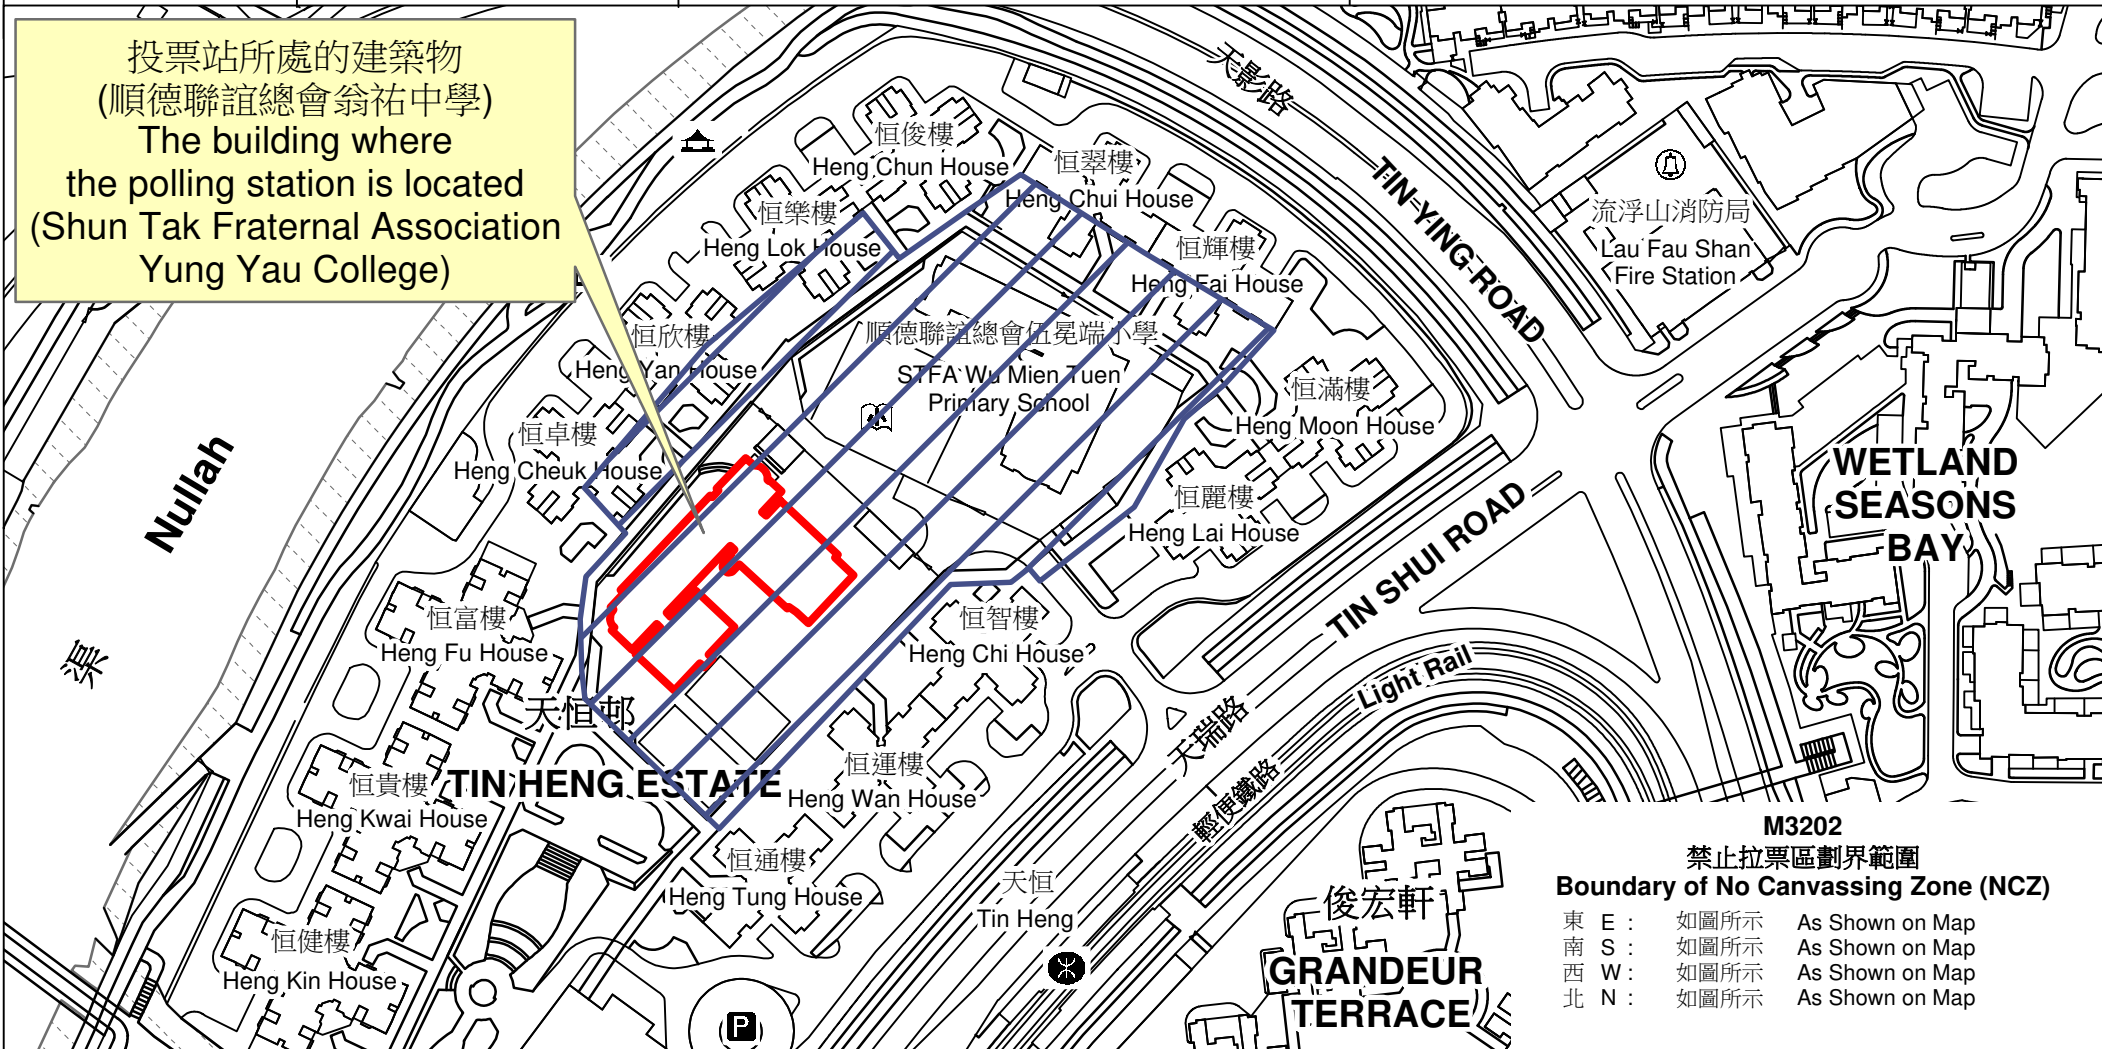 投票站所處的建築物
(順德聯誼總會翁祐中學)
The building where
the polling station is located
(Shun Tak Fraternal Association
Yung Yau College)
天影路
TIN YING ROAD
恒俊樓
Heng Chun House
恒翠樓
Heng Chui House
恒樂樓
Heng Lok House
恒輝樓
Heng Fai House
流浮山消防局
Lau Fau Shan
Fire Station
恒欣樓
Heng Yan House
順德聯誼總會伍冕端小學
STFA Wu Mien Tuen
Primary School
恒滿樓
Heng Moon House
恒卓樓
Heng Cheuk House
恒麗樓
Heng Lai House
WETLAND
SEASONS
BAY
Nullah
渠
TIN SHUI ROAD
天瑞路
恒富樓
Heng Fu House
恒智樓
Heng Chi House
Light Rail
輕便鐵路
天恒邨
TIN HENG ESTATE
恒貴樓
Heng Kwai House
恒運樓
Heng Wan House
恒通樓
Heng Tung House
恒健樓
Heng Kin House
天恒
Tin Heng
P
俊宏軒
GRANDEUR
TERRACE
M3202
禁止拉票區劃界範圍
Boundary of No Canvassing Zone (NCZ)
東 E : 如圖所示 As Shown on Map
南 S : 如圖所示 As Shown on Map
西 W : 如圖所示 As Shown on Map
北 N : 如圖所示 As Shown on Map